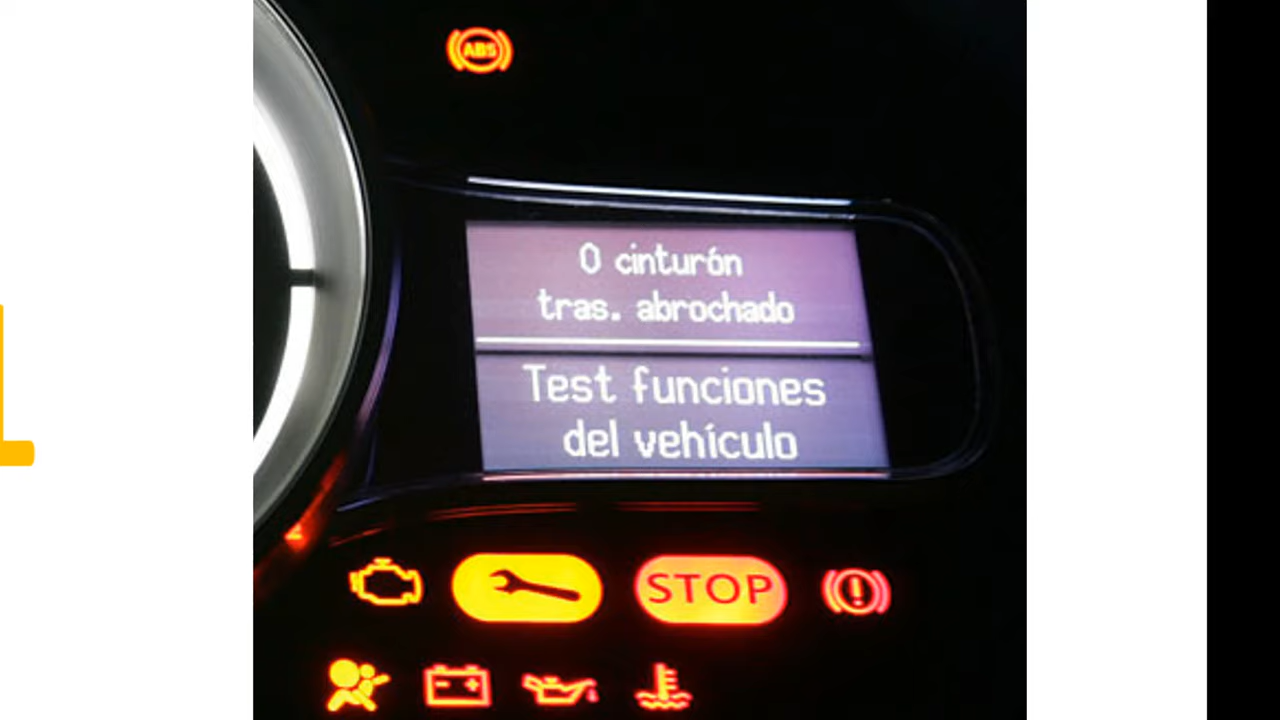 ABS
0 cinturón
tras. abrochado
Test funciones
del vehículo
STOP